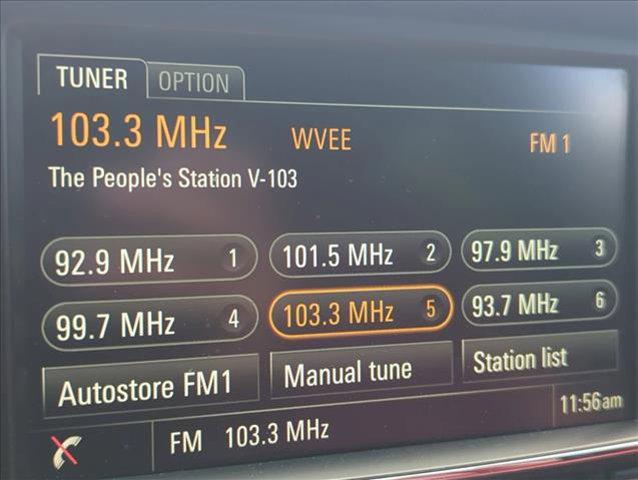 TUNER OPTION
103.3 MHz WVEE FM 1
The People's Station V-103
92.9 MHz 1 101.5 MHz 2 97.9 MHz 3
99.7 MHz 4 103.3 MHz 5 93.7 MHz 6
Autostore FM1 Manual tune Station list
FM 103.3 MHz 11:56am